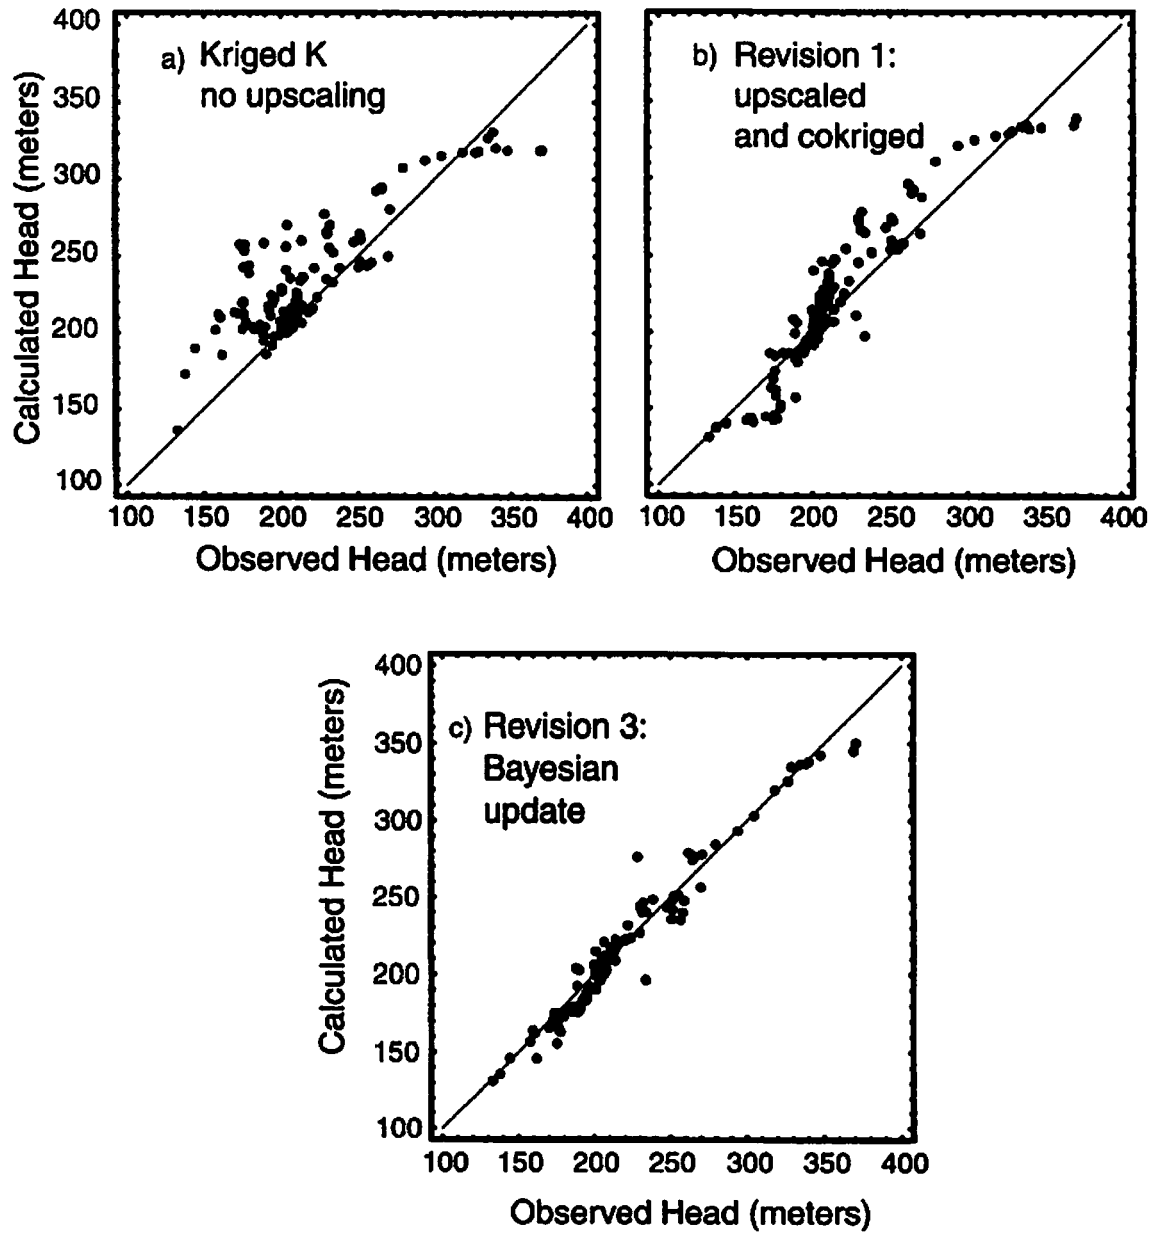 a) Kriged K
no upscaling
Calculated Head (meters)
400
350
300
250
200
150
100
100 150 200 250 300 350 400
Observed Head (meters)
b) Revision 1:
upscaled
and cokriged
100 150 200 250 300 350 400
Observed Head (meters)
c) Revision 3:
Bayesian
update
Calculated Head (meters)
400
350
300
250
200
150
100
100 150 200 250 300 350 400
Observed Head (meters)